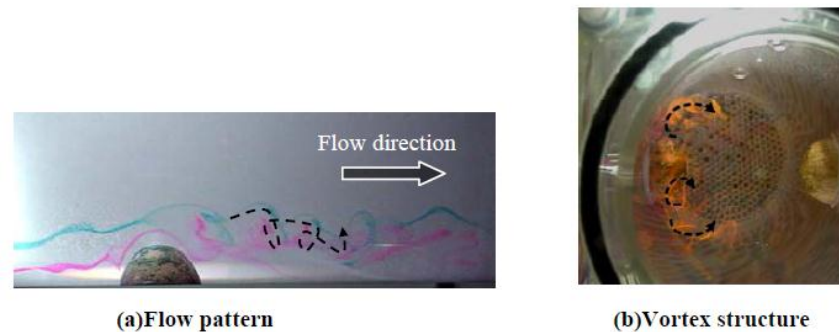 Flow direction
(a)Flow pattern
(b)Vortex structure